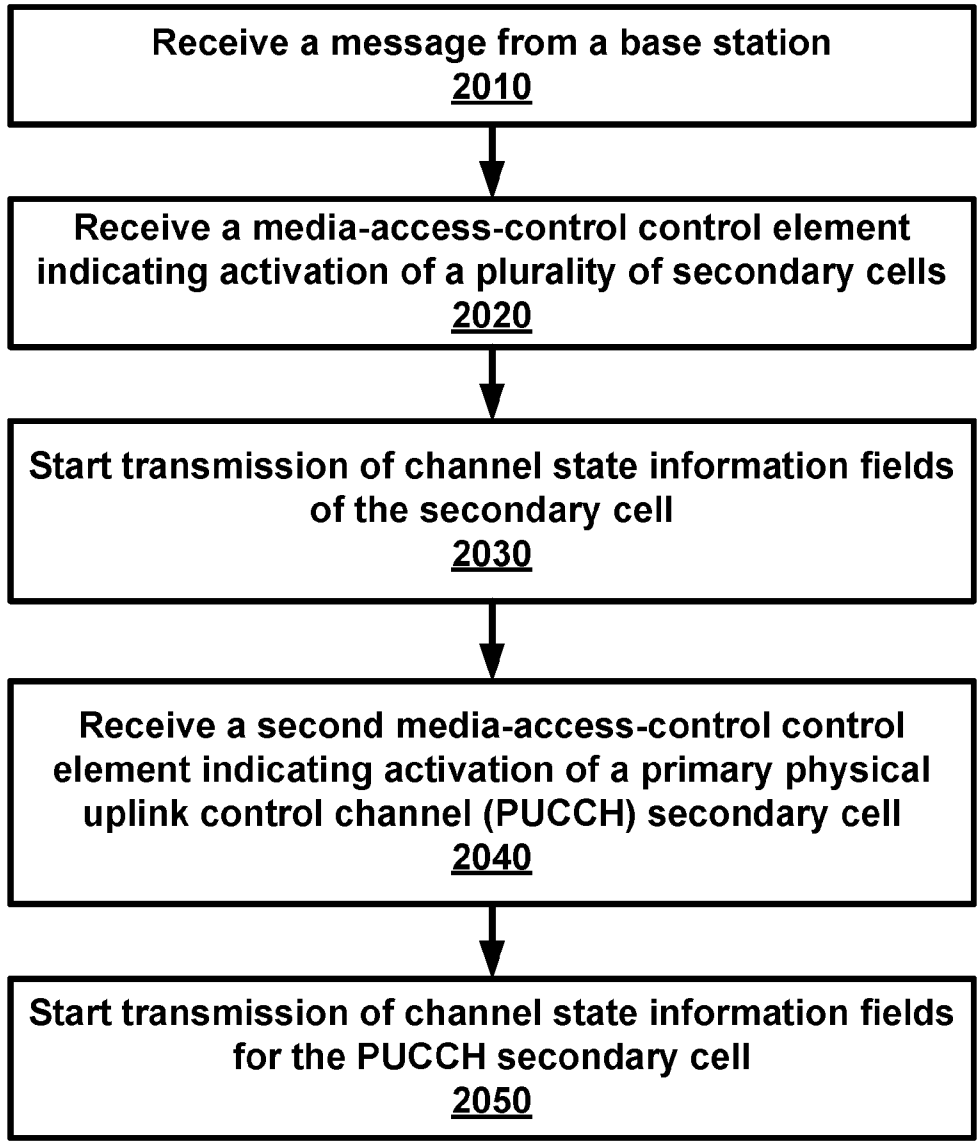 Receive a message from a base station
2010
Receive a media-access-control control element
indicating activation of a plurality of secondary cells
2020
Start transmission of channel state information fields
of the secondary cell
2030
Receive a second media-access-control control
element indicating activation of a primary physical
uplink control channel (PUCCH) secondary cell
2040
Start transmission of channel state information fields
for the PUCCH secondary cell
2050